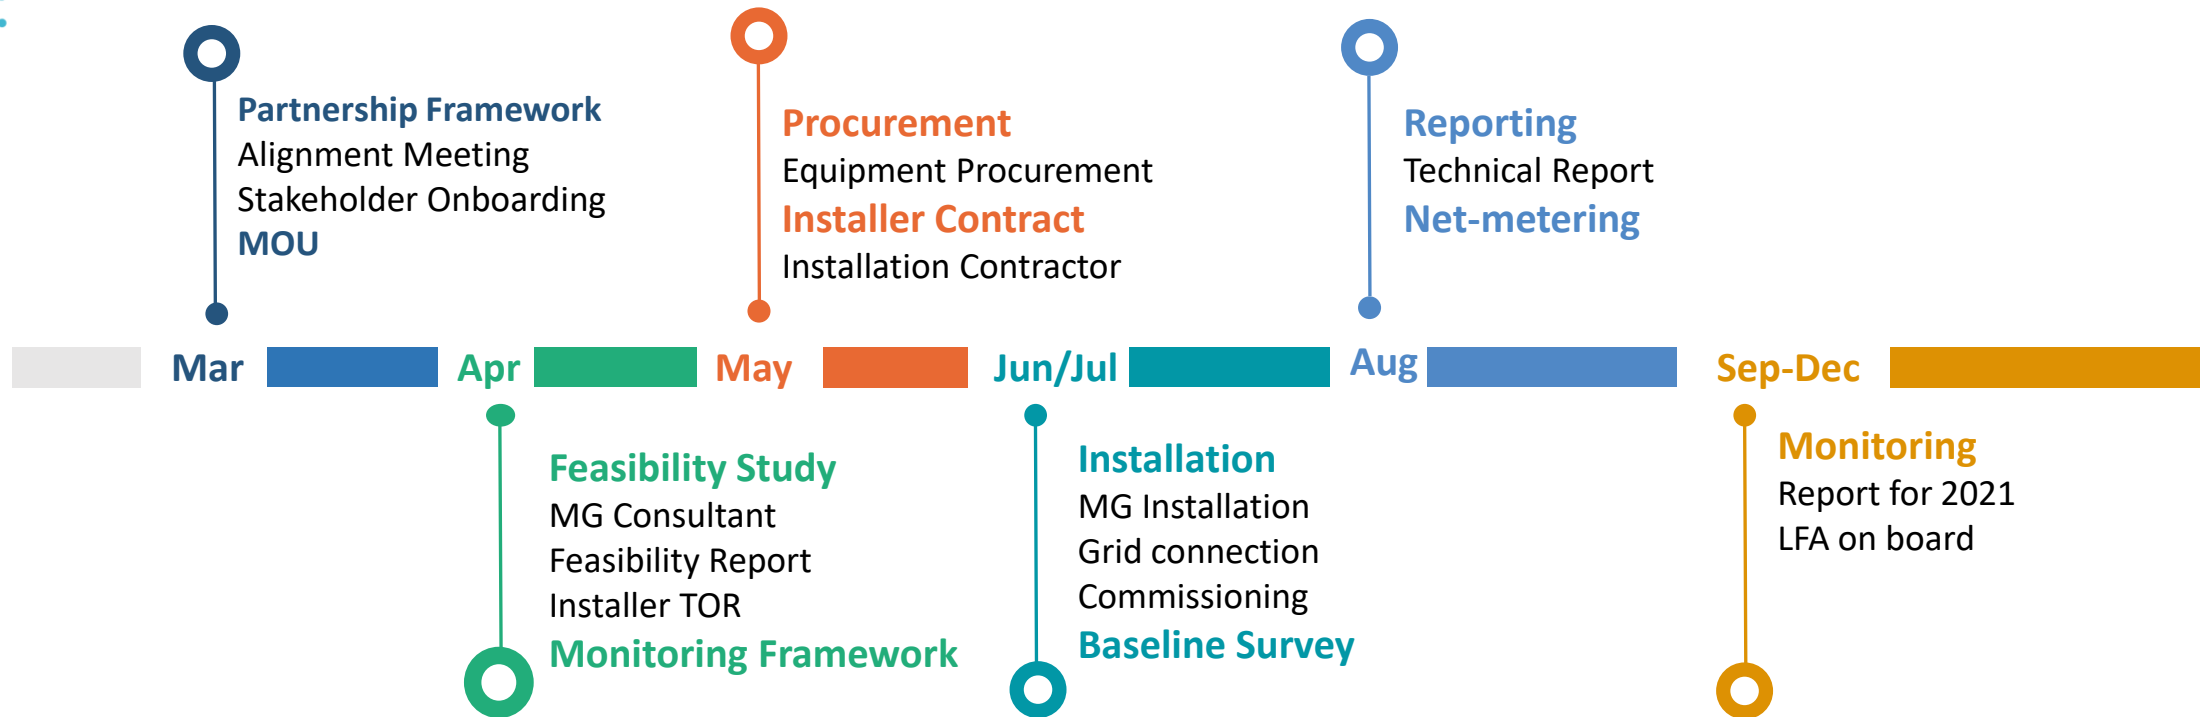 Partnership Framework
Alignment Meeting
Stakeholder Onboarding
MOU
Procurement
Equipment Procurement
Installer Contract
Installation Contractor
Reporting
Technical Report
Net-metering
Mar
Apr
May
Jun/Jul
Aug
Sep-Dec
Feasibility Study
MG Consultant
Feasibility Report
Installer TOR
Monitoring Framework
Installation
MG Installation
Grid connection
Commissioning
Baseline Survey
Monitoring
Report for 2021
LFA on board